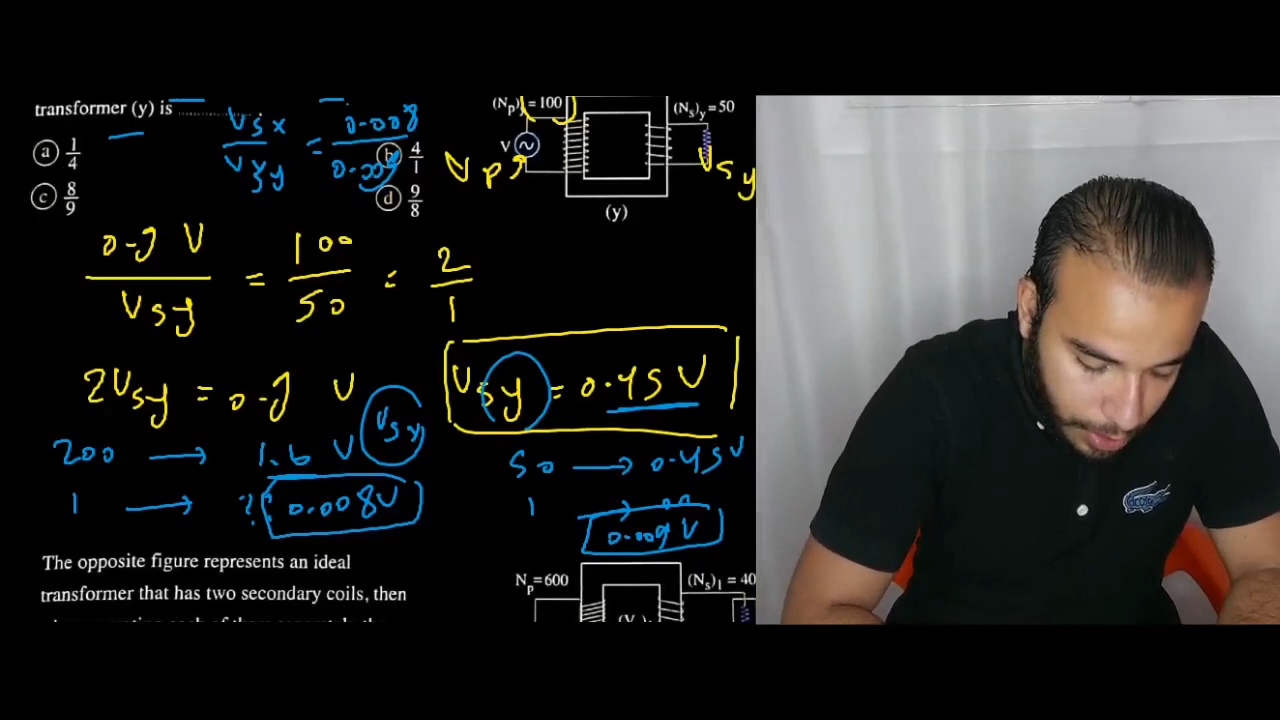 transformer (y) is ..................
a 1/4
b 4/1
c 8/9
d 9/8
Vsx / Vsy = 0.008 / 0.009
(Np)y = 100
(Ns)y = 50
V
Vp
Vsy
(y)
0.9 V / Vsy = 100 / 50 = 2 / 1
2Vsy = 0.9 V
Vsy = 0.45 V
200 → 1.6 V
Vsx
1 → ? 0.008V
50 → 0.45V
1 → 0.009 V
The opposite figure represents an ideal
transformer that has two secondary coils, then
Np=600
(Ns)1 = 40